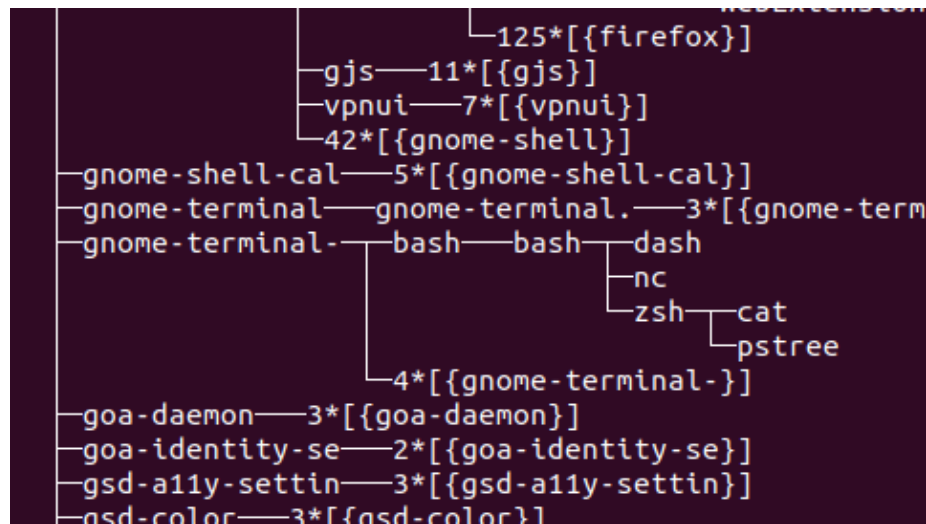 └─125*[{firefox}]
├─gjs───11*[{gjs}]
├─vpnui───7*[{vpnui}]
└─42*[{gnome-shell}]
├─gnome-shell-cal───5*[{gnome-shell-cal}]
├─gnome-terminal───gnome-terminal.───3*[{gnome-term
├─gnome-terminal-─┬─bash───bash─┬─dash
├─nc
└─zsh─┬─cat
└─pstree
└─4*[{gnome-terminal-}]
├─goa-daemon───3*[{goa-daemon}]
├─goa-identity-se───2*[{goa-identity-se}]
├─gsd-a11y-settin───3*[{gsd-a11y-settin}]
├─gsd-color───3*[{gsd-color}]